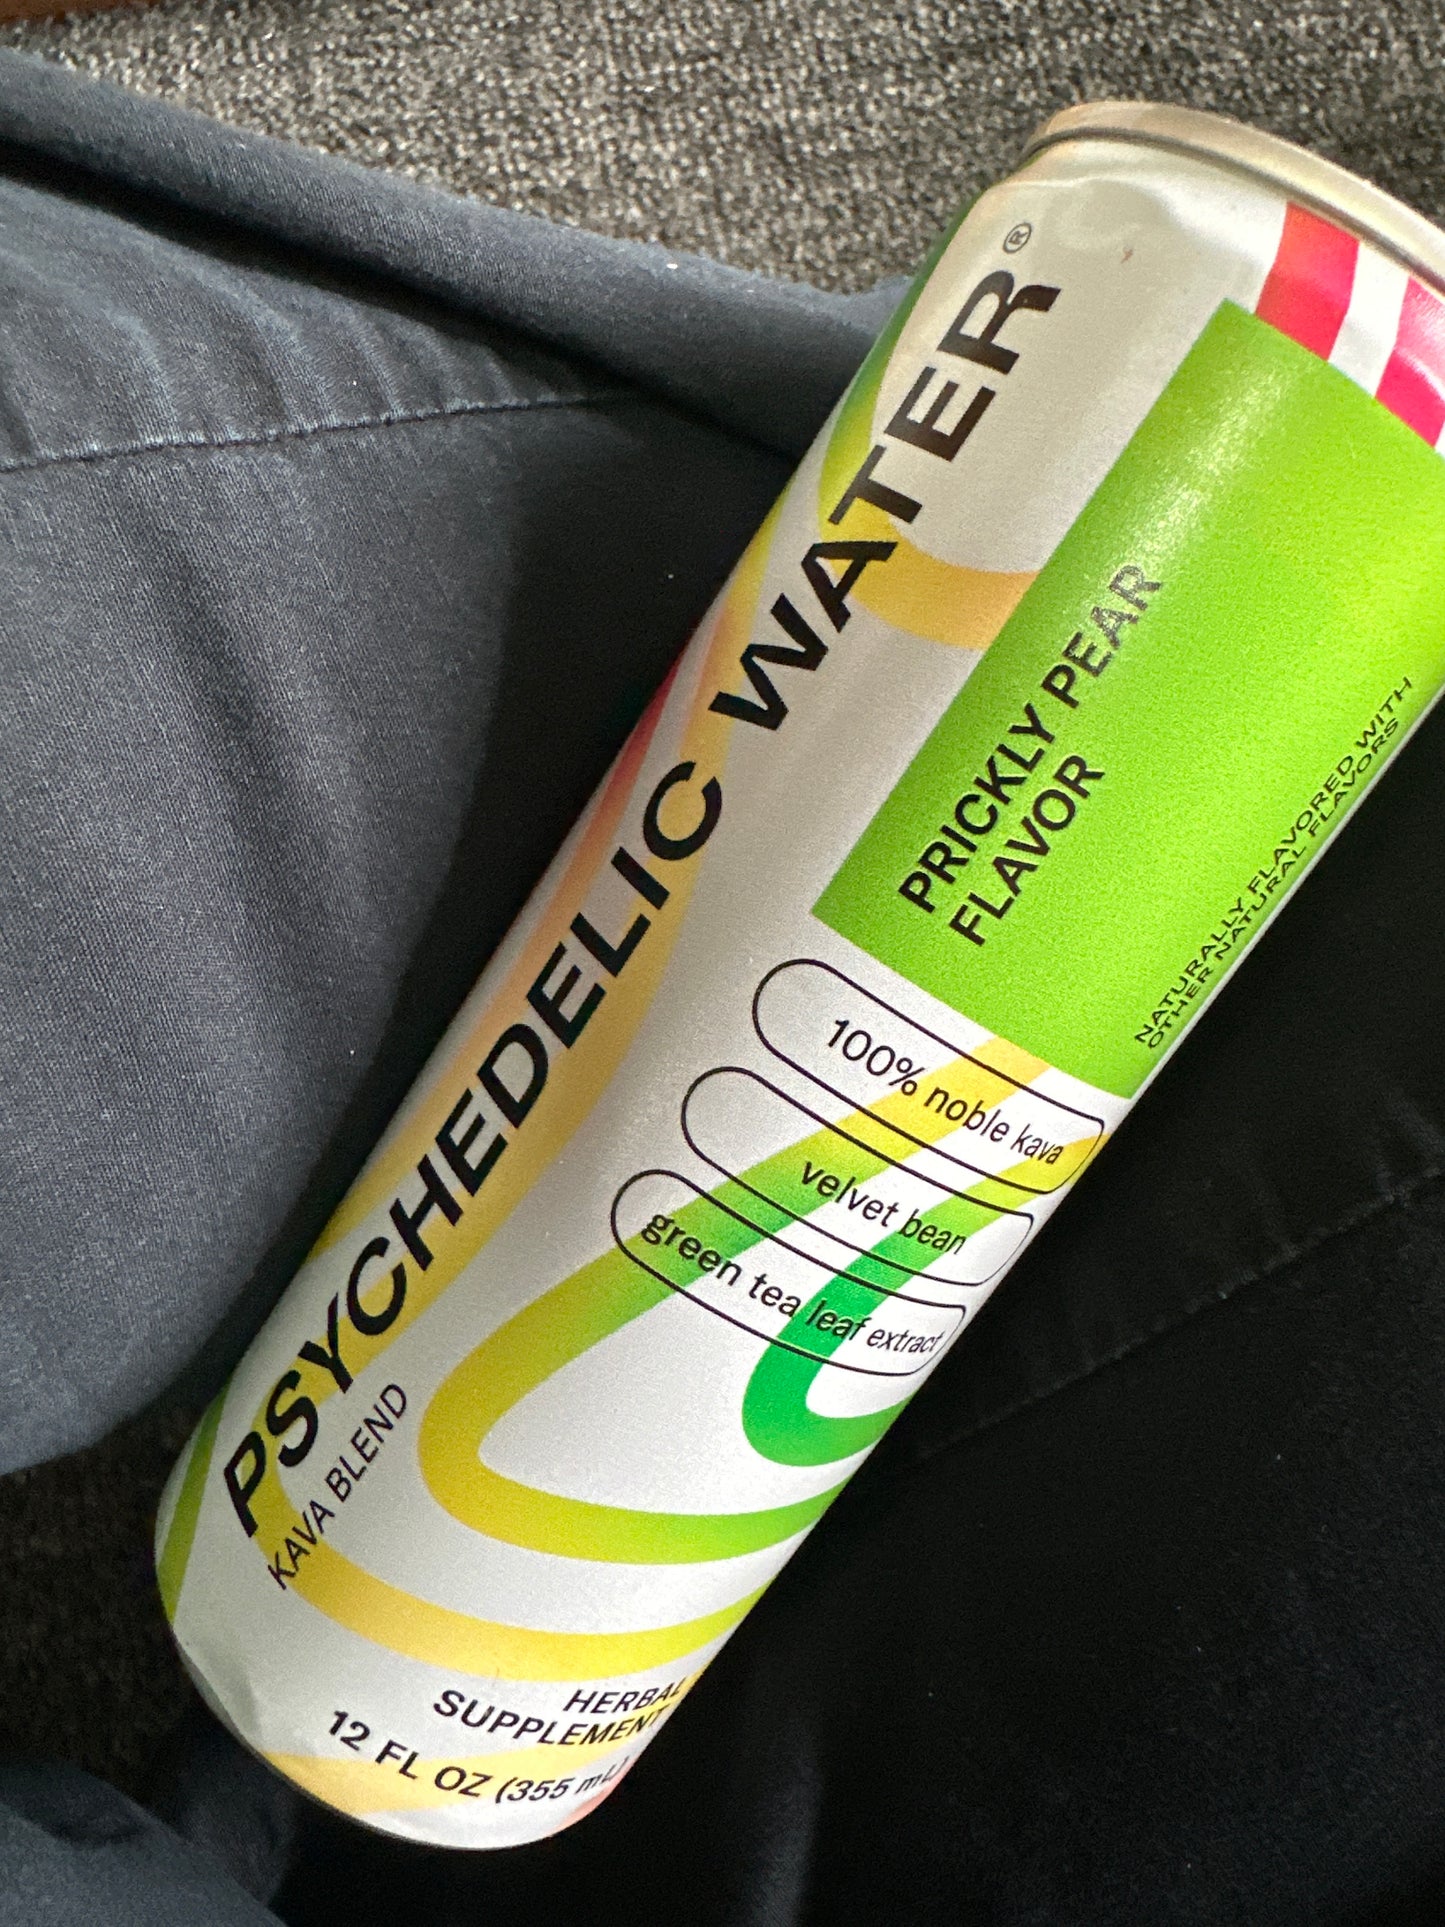 PSYCHEDELIC WATER®
KAVA BLEND
PRICKLY PEAR
FLAVOR
NATURALLY FLAVORED WITH
OTHER NATURAL FLAVORS
100% noble kava
velvet bean
green tea leaf extract
HERBAL
SUPPLEMENT
12 FL OZ (355 mL)